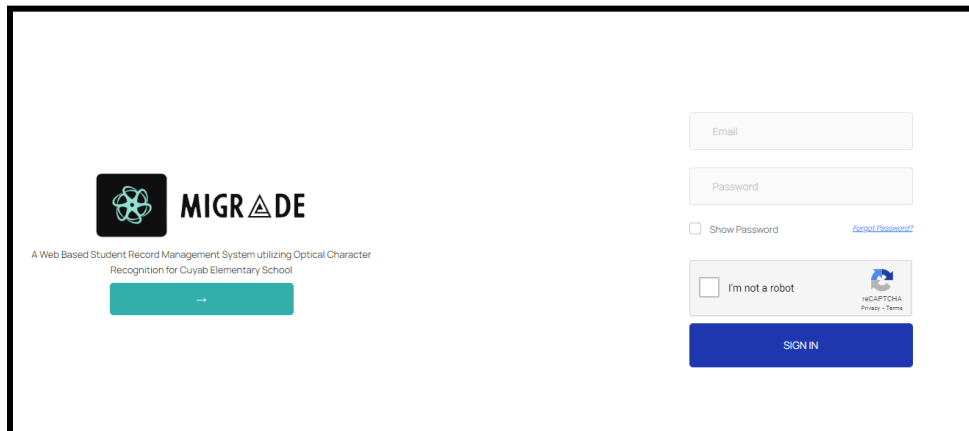 MIGRADE
A Web Based Student Record Management System utilizing Optical Character
Recognition for Cuyab Elementary School
→
Email
Password
Show Password
Forgot Password?
I'm not a robot
reCAPTCHA
Privacy - Terms
SIGN IN